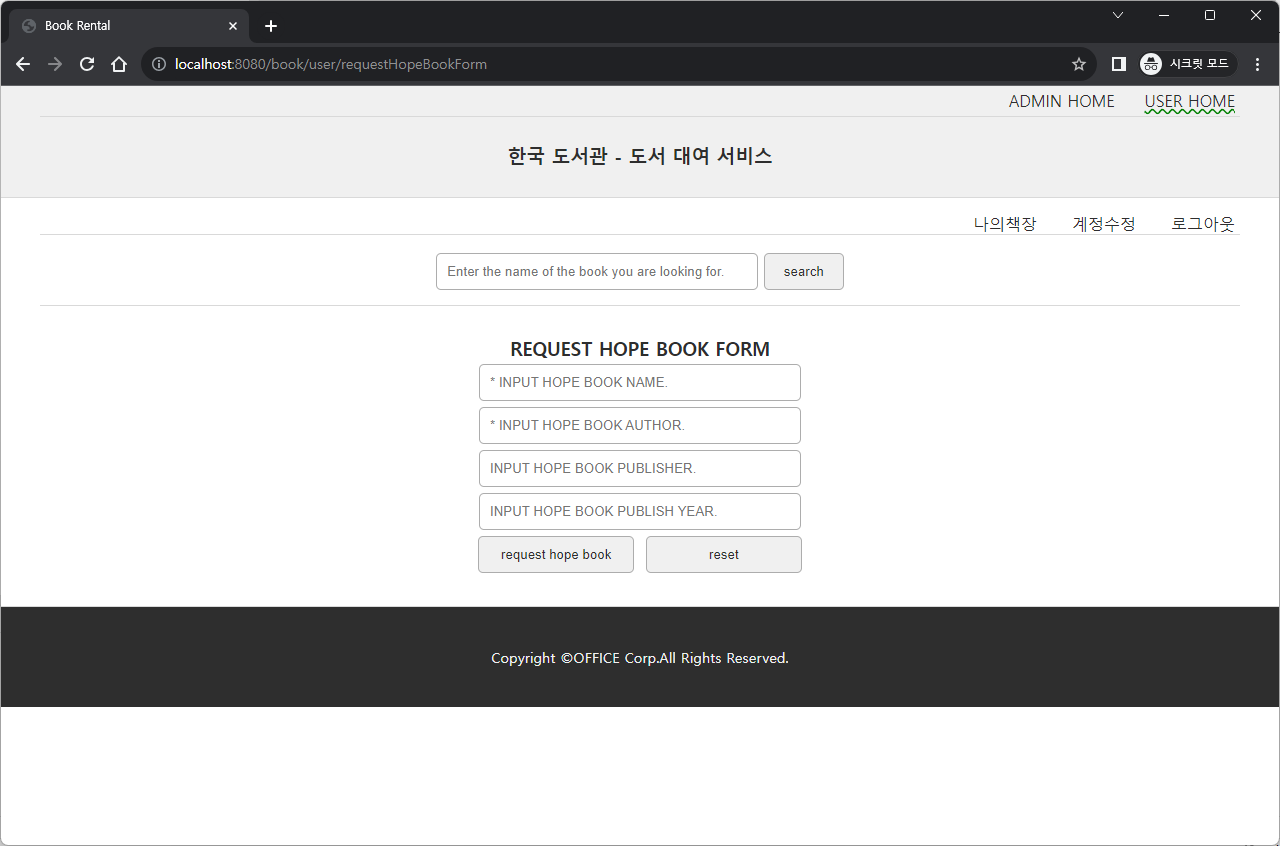 Book Rental
localhost:8080/book/user/requestHopeBookForm
시크릿 모드
ADMIN HOME USER HOME
한국 도서관 - 도서 대여 서비스
나의책장 계정수정 로그아웃
Enter the name of the book you are looking for. search
REQUEST HOPE BOOK FORM
* INPUT HOPE BOOK NAME.
* INPUT HOPE BOOK AUTHOR.
INPUT HOPE BOOK PUBLISHER.
INPUT HOPE BOOK PUBLISH YEAR.
request hope book reset
Copyright ©OFFICE Corp.All Rights Reserved.